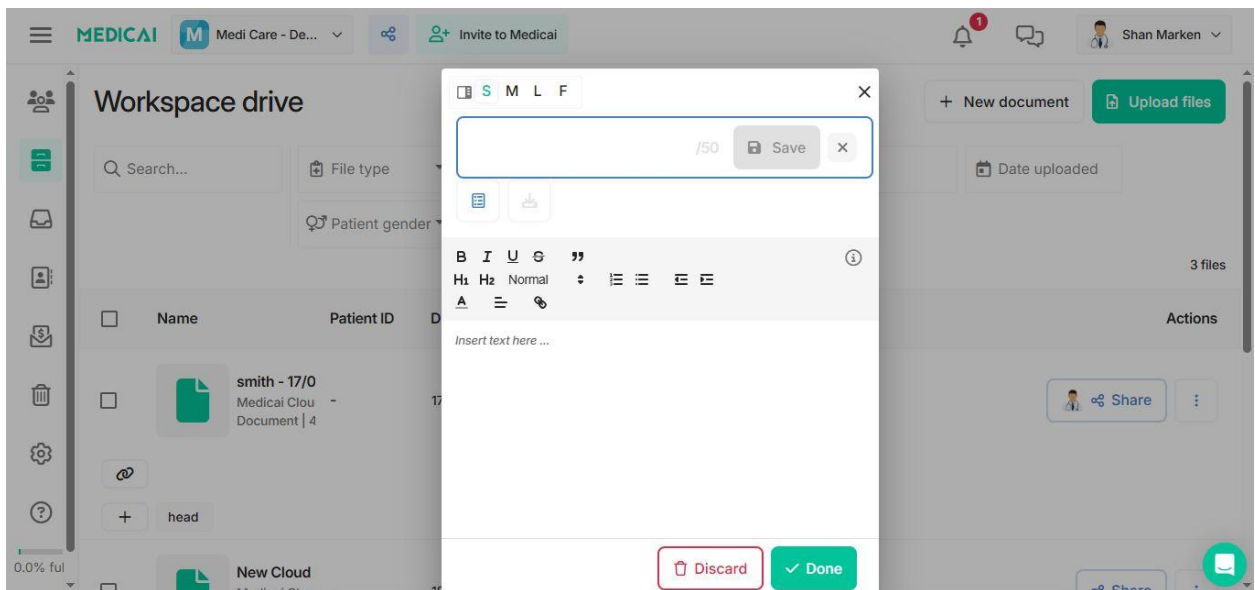 MEDICAI M Medi Care - De... Invite to Medicai 1 Shan Marken
Workspace drive
S M L F
+ New document Upload files
Search... File type
/50 Save
Date uploaded
Patient gender
B I U S
H1 H2 Normal
A
3 files
Name Patient ID D Actions
Insert text here ...
smith - 17/0
Medicai Clou - 17
Document | 4
Share
+ head
0.0% ful
New Cloud
Discard Done
Share